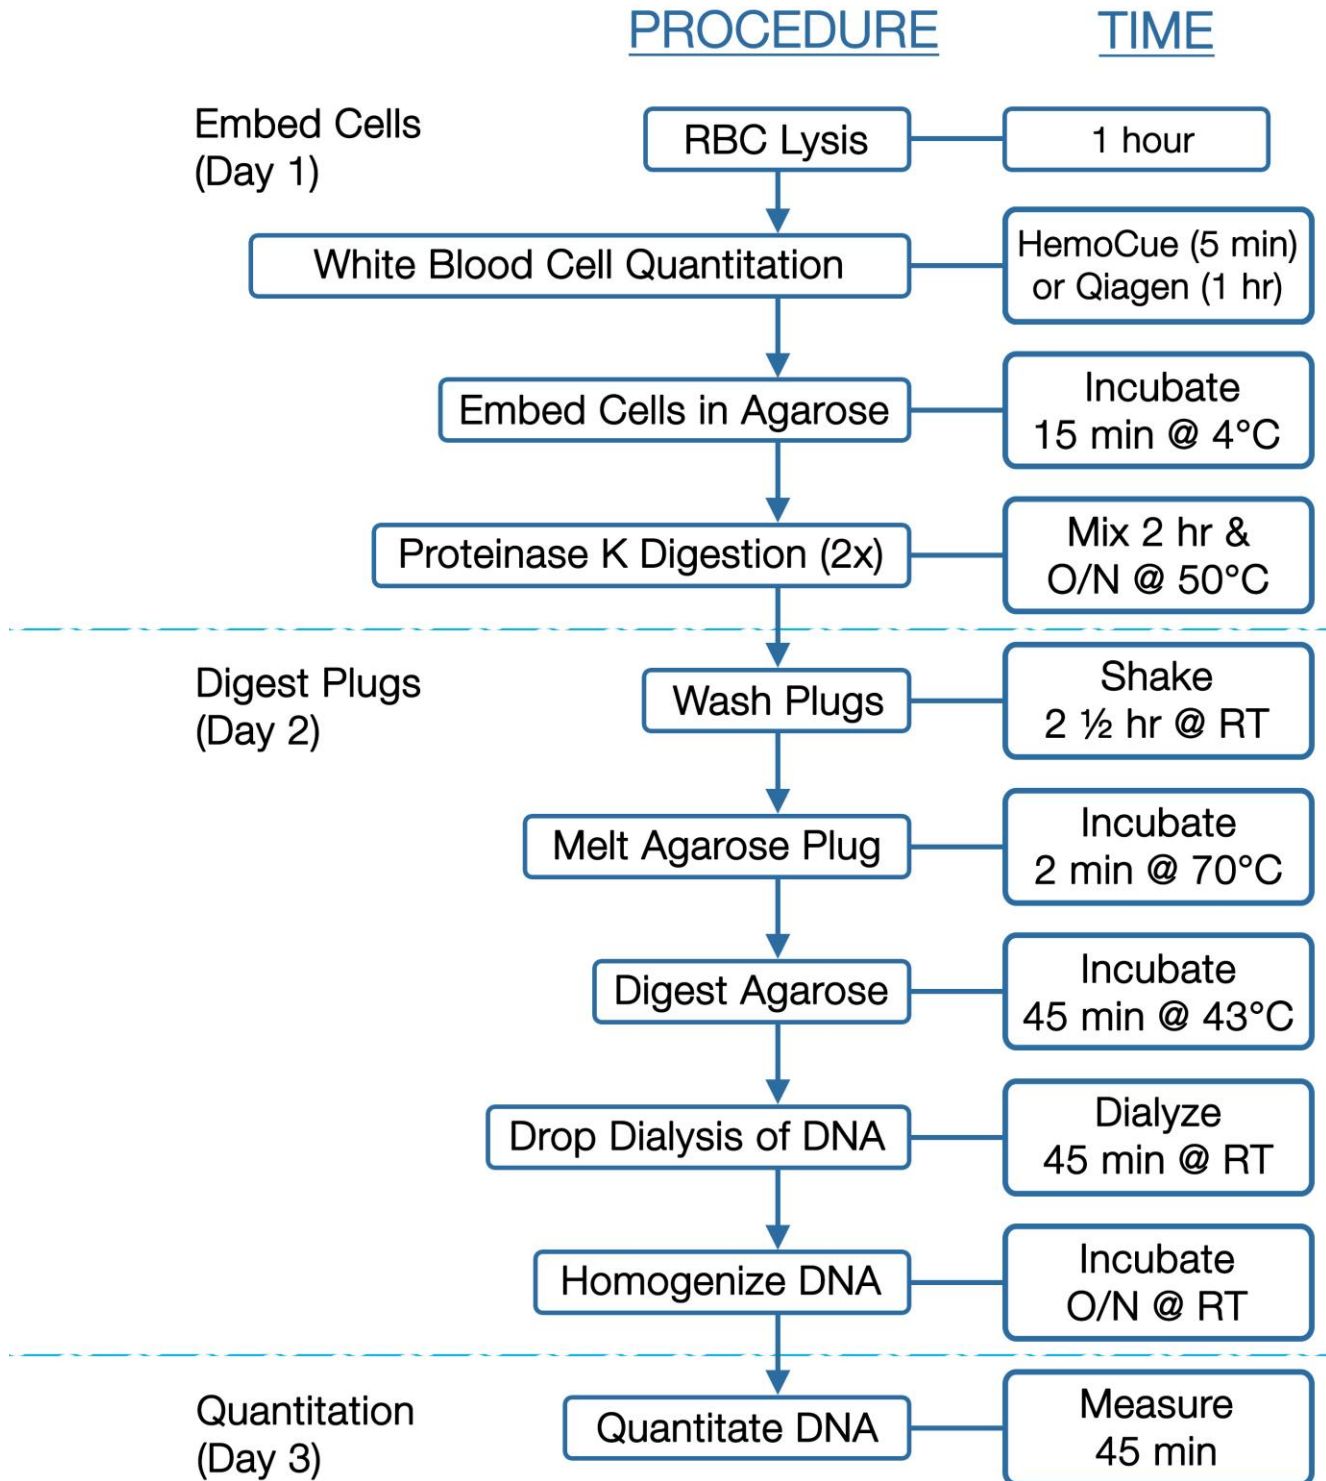 PROCEDURE TIME
Embed Cells
(Day 1)
RBC Lysis
1 hour
White Blood Cell Quantitation
HemoCue (5 min)
or Qiagen (1 hr)
Embed Cells in Agarose
Incubate
15 min @ 4°C
Proteinase K Digestion (2x)
Mix 2 hr &
O/N @ 50°C
Digest Plugs
(Day 2)
Wash Plugs
Shake
2 ½ hr @ RT
Melt Agarose Plug
Incubate
2 min @ 70°C
Digest Agarose
Incubate
45 min @ 43°C
Drop Dialysis of DNA
Dialyze
45 min @ RT
Homogenize DNA
Incubate
O/N @ RT
Quantitation
(Day 3)
Quantitate DNA
Measure
45 min